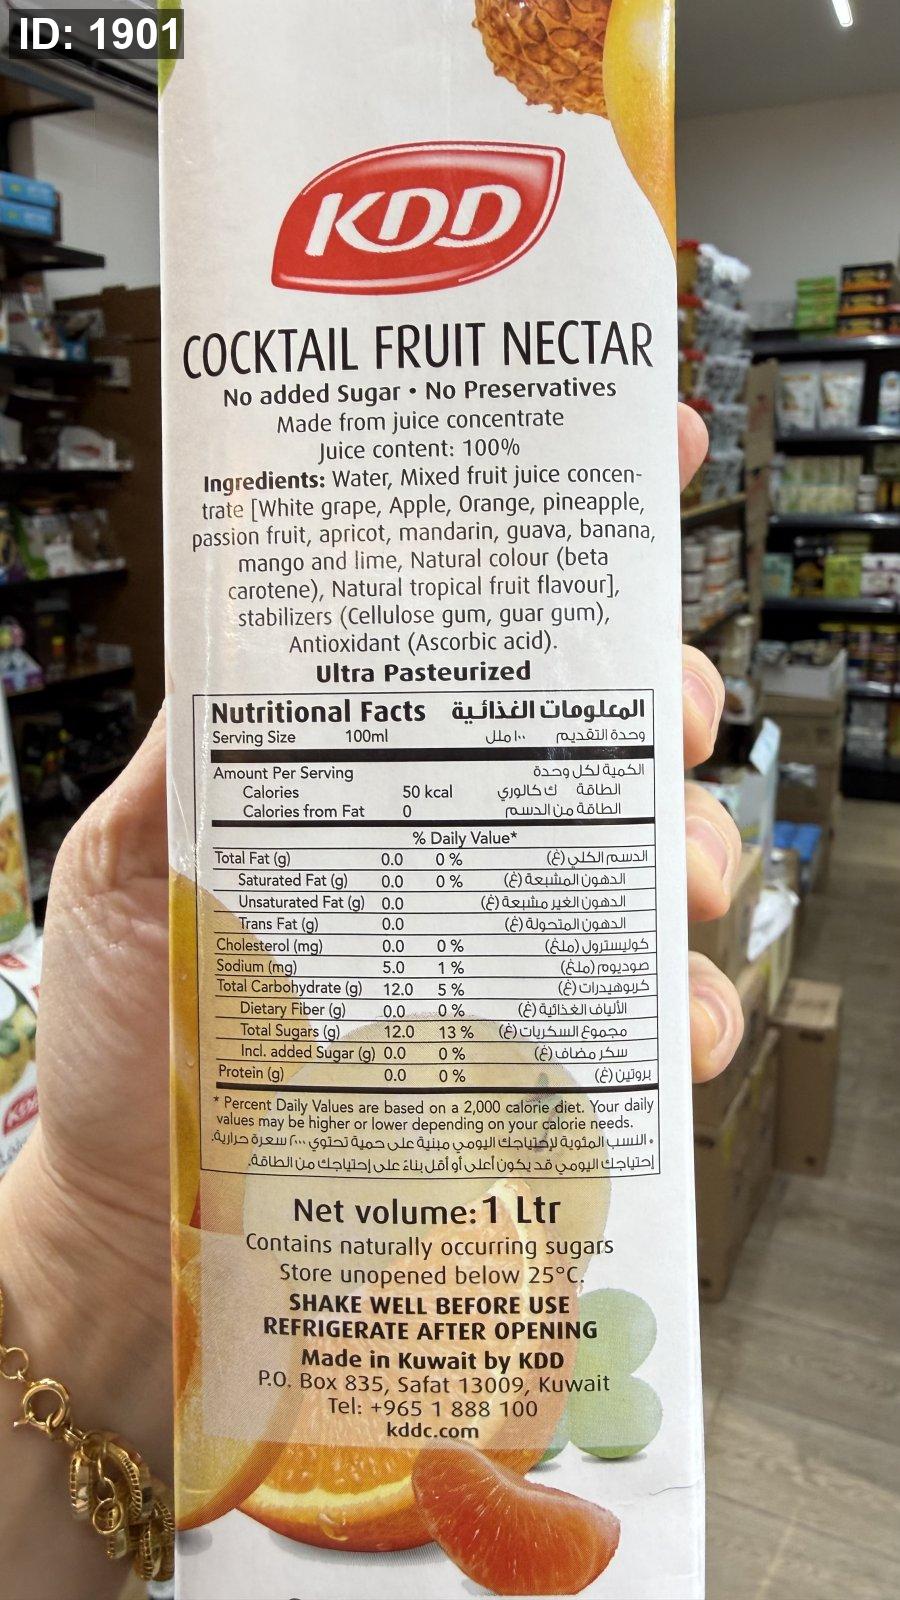 ID: 1901
KDD
COCKTAIL FRUIT NECTAR
No added Sugar • No Preservatives
Made from juice concentrate
Juice content: 100%
Ingredients: Water, Mixed fruit juice concen-
trate [White grape, Apple, Orange, pineapple,
passion fruit, apricot, mandarin, guava, banana,
mango and lime, Natural colour (beta
carotene), Natural tropical fruit flavour],
stabilizers (Cellulose gum, guar gum),
Antioxidant (Ascorbic acid).
Ultra Pasteurized
Nutritional Facts المعلومات الغذائية
Serving Size 100ml وحدة التقديم ١٠٠ ملل
Amount Per Serving الكمية لكل وحدة
Calories 50 kcal الطاقة ك كالوري
Calories from Fat 0 الطاقة من الدسم
% Daily Value*
Total Fat (g) 0.0 0 % الدسم الكلي (غ)
Saturated Fat (g) 0.0 0 % الدهون المشبعة (غ)
Unsaturated Fat (g) 0.0 الدهون الغير مشبعة (غ)
Trans Fat (g) 0.0 الدهون المتحولة (غ)
Cholesterol (mg) 0.0 0 % كوليسترول (ملغ)
Sodium (mg) 5.0 1 % صوديوم (ملغ)
Total Carbohydrate (g) 12.0 5 % كربوهيدرات (غ)
Dietary Fiber (g) 0.0 0 % الألياف الغذائية (غ)
Total Sugars (g) 12.0 13 % مجموع السكريات (غ)
Incl. added Sugar (g) 0.0 0 % سكر مضاف (غ)
Protein (g) 0.0 0 % بروتين (غ)
* Percent Daily Values are based on a 2,000 calorie diet. Your daily
values may be higher or lower depending on your calorie needs.
• النسب المئوية لإحتياجك اليومي مبنية على حمية تحتوي ٢٠٠٠ سعرة حرارية.
إحتياجك اليومي قد يكون أعلى أو أقل بناءً على إحتياجك من الطاقة.
Net volume: 1 Ltr
Contains naturally occurring sugars
Store unopened below 25°C.
SHAKE WELL BEFORE USE
REFRIGERATE AFTER OPENING
Made in Kuwait by KDD
P.O. Box 835, Safat 13009, Kuwait
Tel: +965 1 888 100
kddc.com